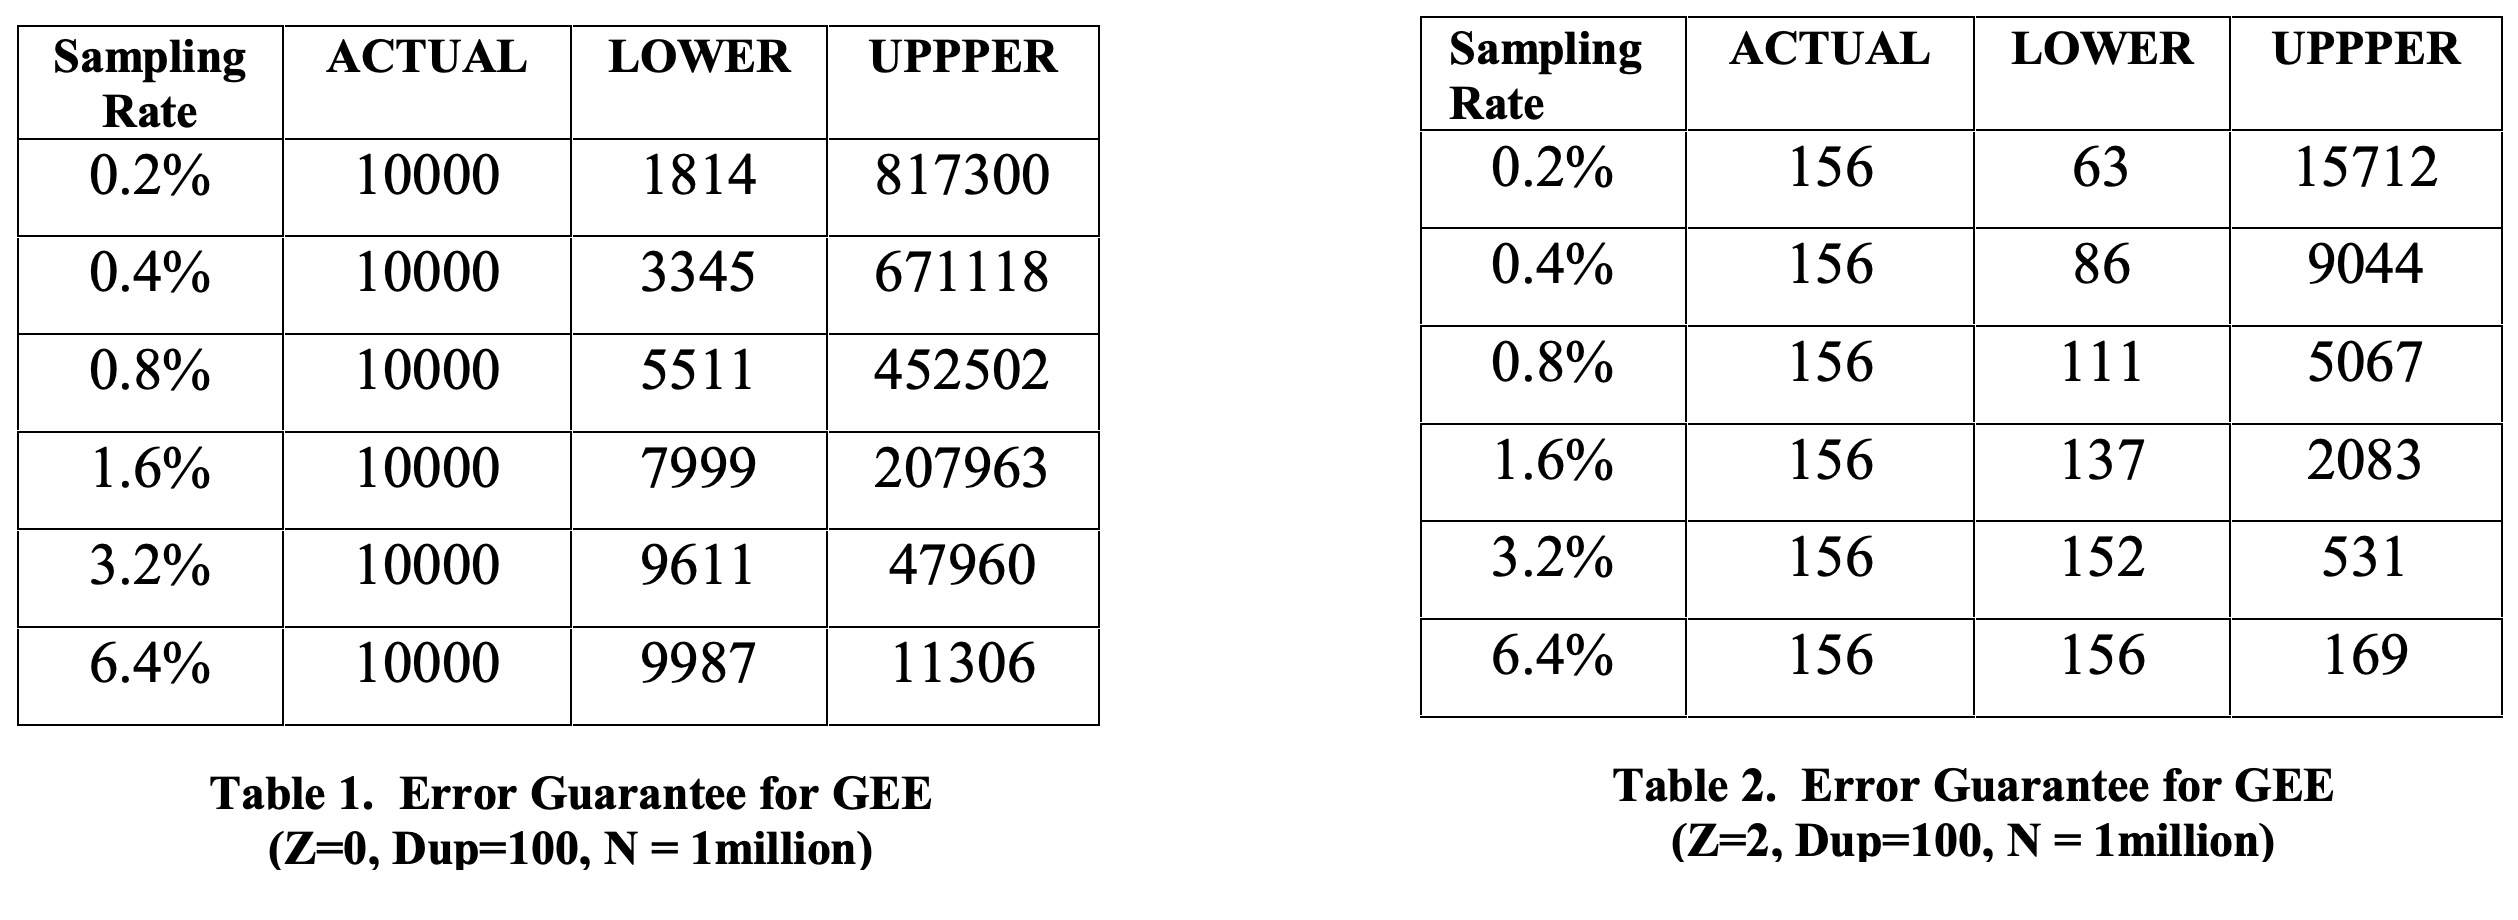 Sampling Rate ACTUAL LOWER UPPPER
0.2% 10000 1814 817300
0.4% 10000 3345 671118
0.8% 10000 5511 452502
1.6% 10000 7999 207963
3.2% 10000 9611 47960
6.4% 10000 9987 11306
Table 1. Error Guarantee for GEE
(Z=0, Dup=100, N = 1million)
Sampling Rate ACTUAL LOWER UPPPER
0.2% 156 63 15712
0.4% 156 86 9044
0.8% 156 111 5067
1.6% 156 137 2083
3.2% 156 152 531
6.4% 156 156 169
Table 2. Error Guarantee for GEE
(Z=2, Dup=100, N = 1million)